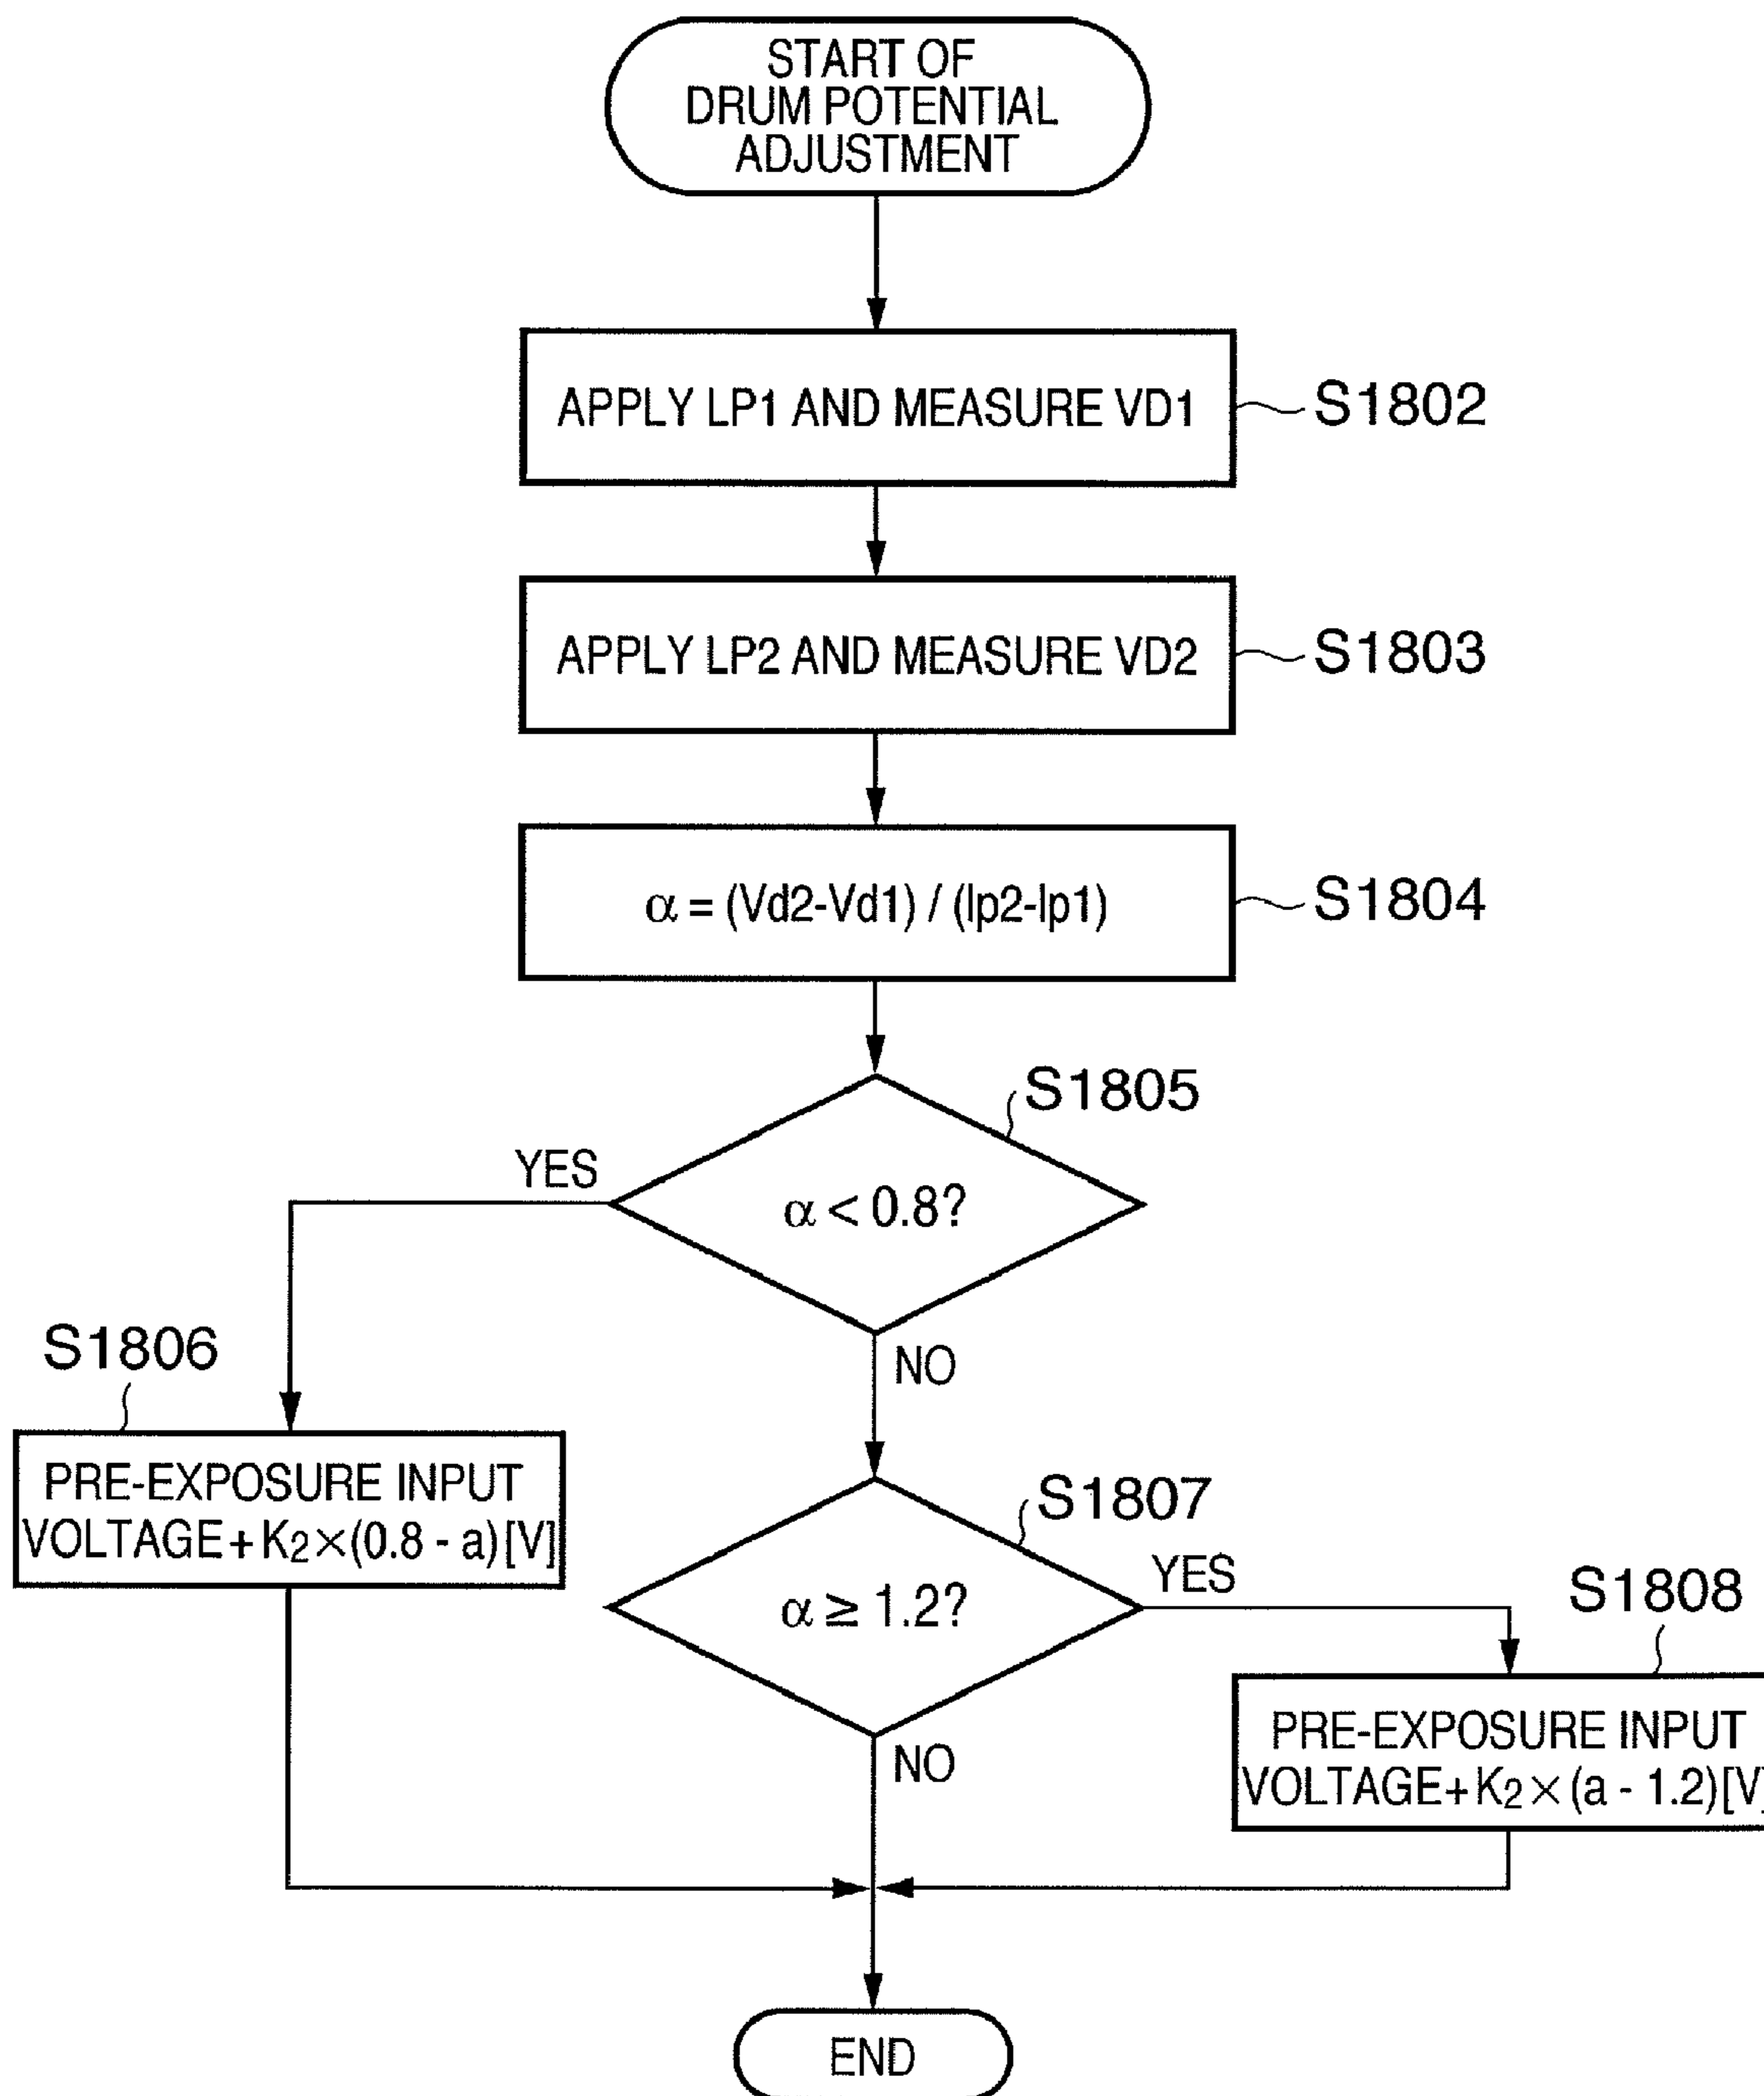 START OF
DRUM POTENTIAL
ADJUSTMENT
APPLY LP1 AND MEASURE VD1
S1802
APPLY LP2 AND MEASURE VD2
S1803
α = (Vd2-Vd1) / (lp2-lp1)
S1804
S1805
YES
α < 0.8?
NO
S1806
PRE-EXPOSURE INPUT
VOLTAGE+K₂×(0.8 - a)[V]
S1807
α ≥ 1.2?
YES
NO
S1808
PRE-EXPOSURE INPUT
VOLTAGE+K₂×(a - 1.2)[V]
END